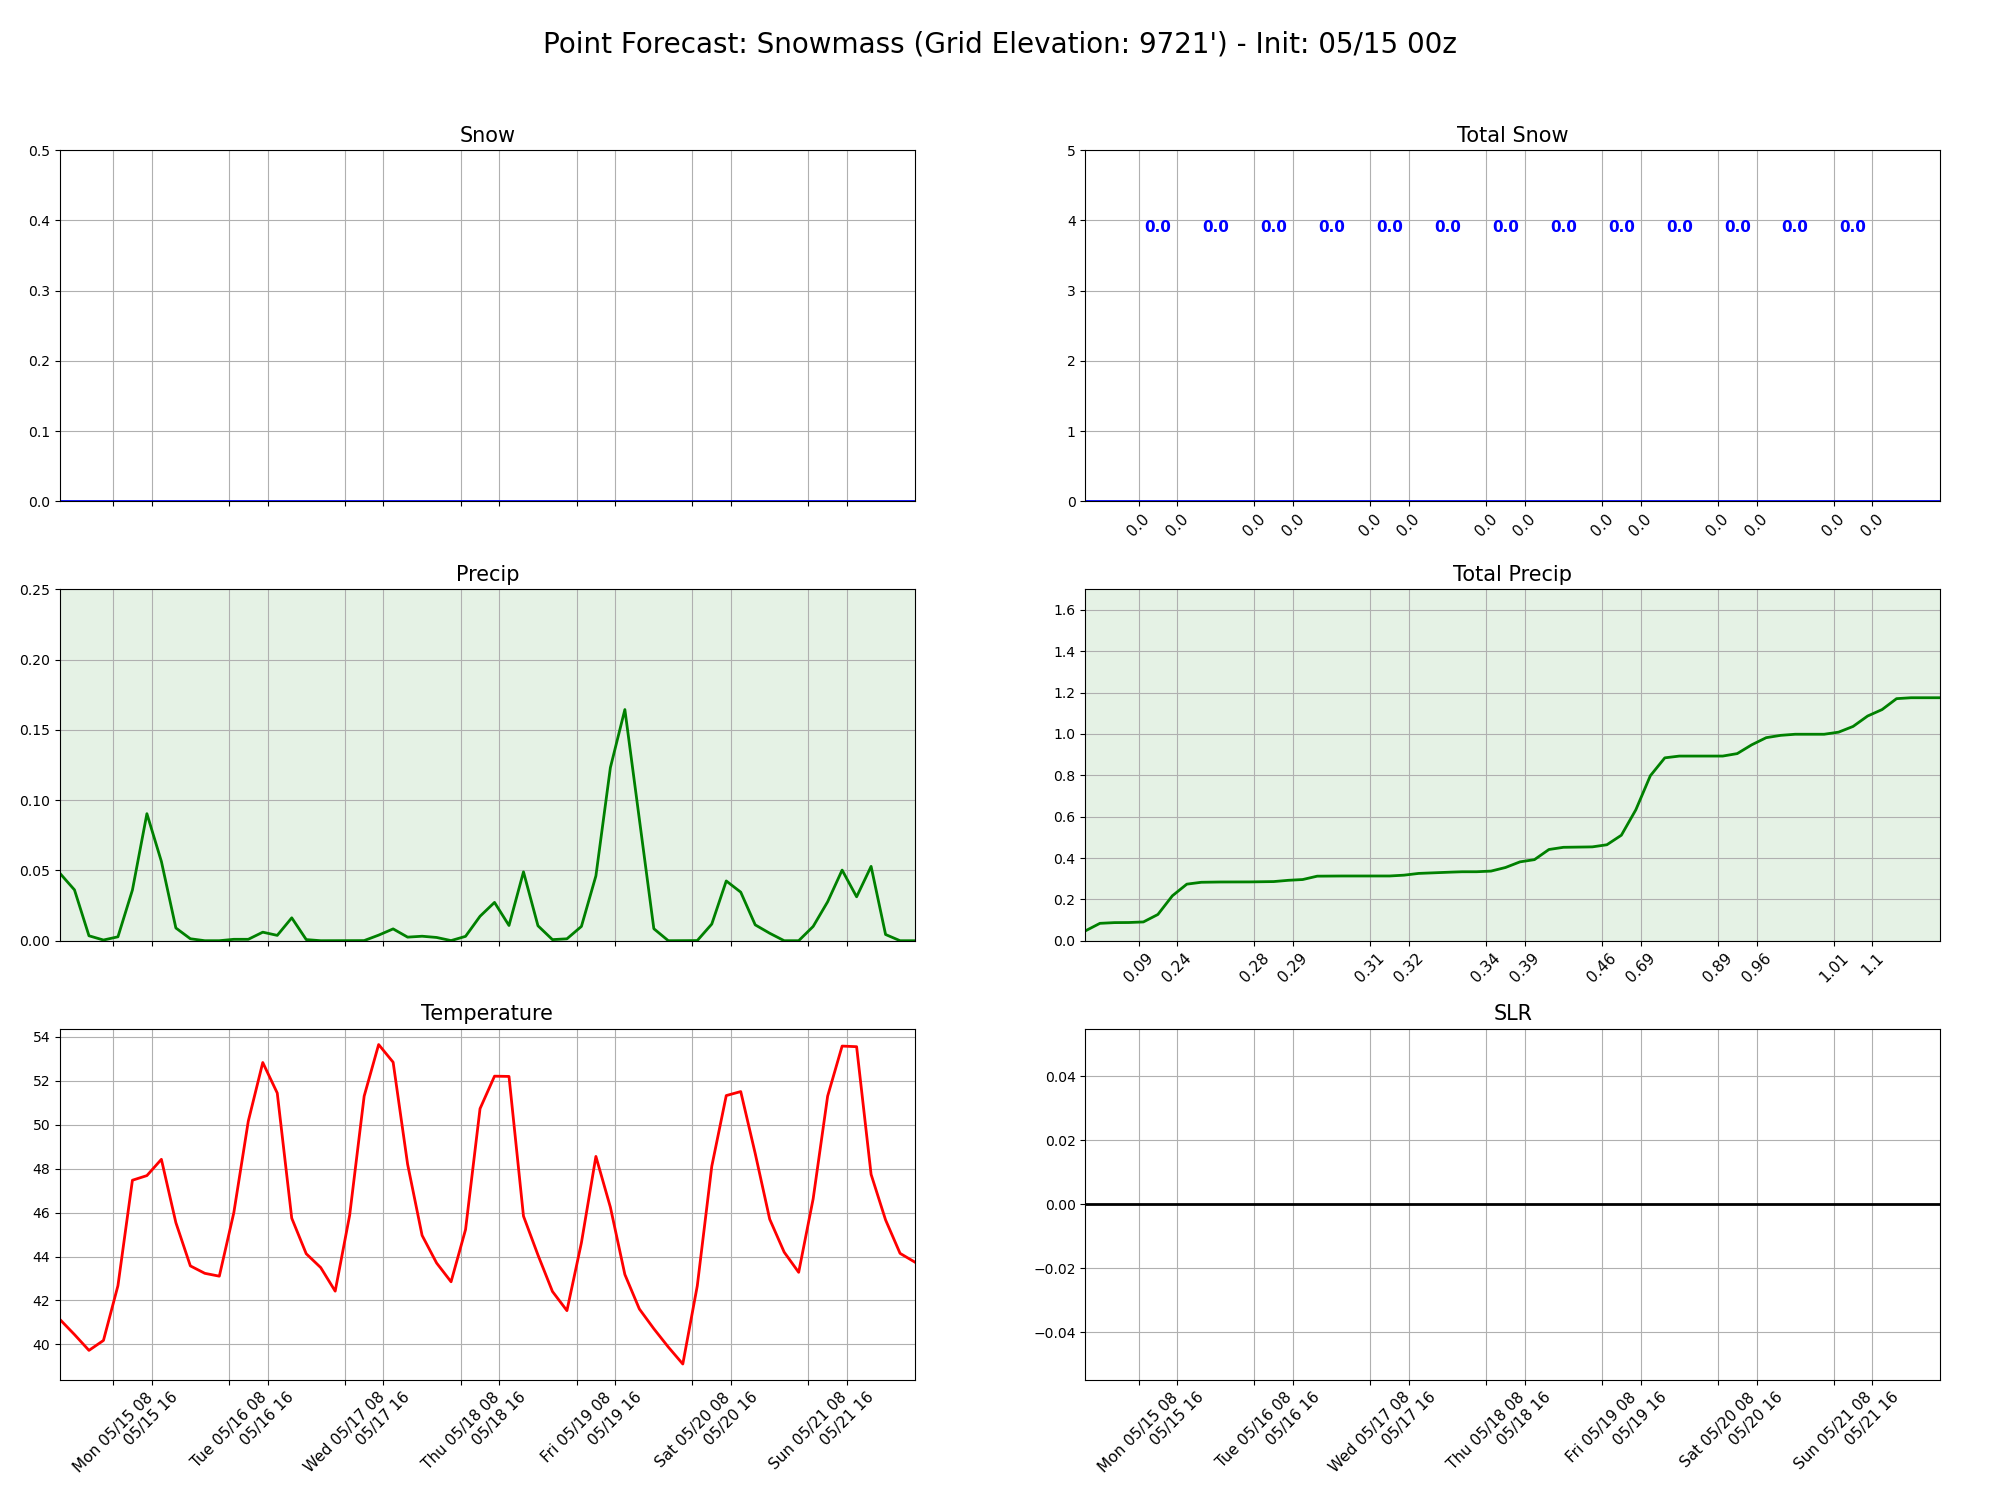 Point Forecast: Snowmass (Grid Elevation: 9721') - Init: 05/15 00z
Snow
0.5
0.4
0.3
0.2
0.1
0.0
Total Snow
5
4
3
2
1
0
0.0 0.0 0.0 0.0 0.0 0.0 0.0 0.0 0.0 0.0 0.0 0.0 0.0
0.0 0.0 0.0 0.0 0.0 0.0 0.0 0.0 0.0 0.0 0.0 0.0 0.0 0.0
Precip
0.25
0.20
0.15
0.10
0.05
0.00
Total Precip
1.6
1.4
1.2
1.0
0.8
0.6
0.4
0.2
0.0
0.09 0.24 0.28 0.29 0.31 0.32 0.34 0.39 0.46 0.69 0.89 0.96 1.01 1.1
Temperature
54
52
50
48
46
44
42
40
Mon 05/15 08
05/15 16
Tue 05/16 08
05/16 16
Wed 05/17 08
05/17 16
Thu 05/18 08
05/18 16
Fri 05/19 08
05/19 16
Sat 05/20 08
05/20 16
Sun 05/21 08
05/21 16
SLR
0.04
0.02
0.00
−0.02
−0.04
Mon 05/15 08
05/15 16
Tue 05/16 08
05/16 16
Wed 05/17 08
05/17 16
Thu 05/18 08
05/18 16
Fri 05/19 08
05/19 16
Sat 05/20 08
05/20 16
Sun 05/21 08
05/21 16